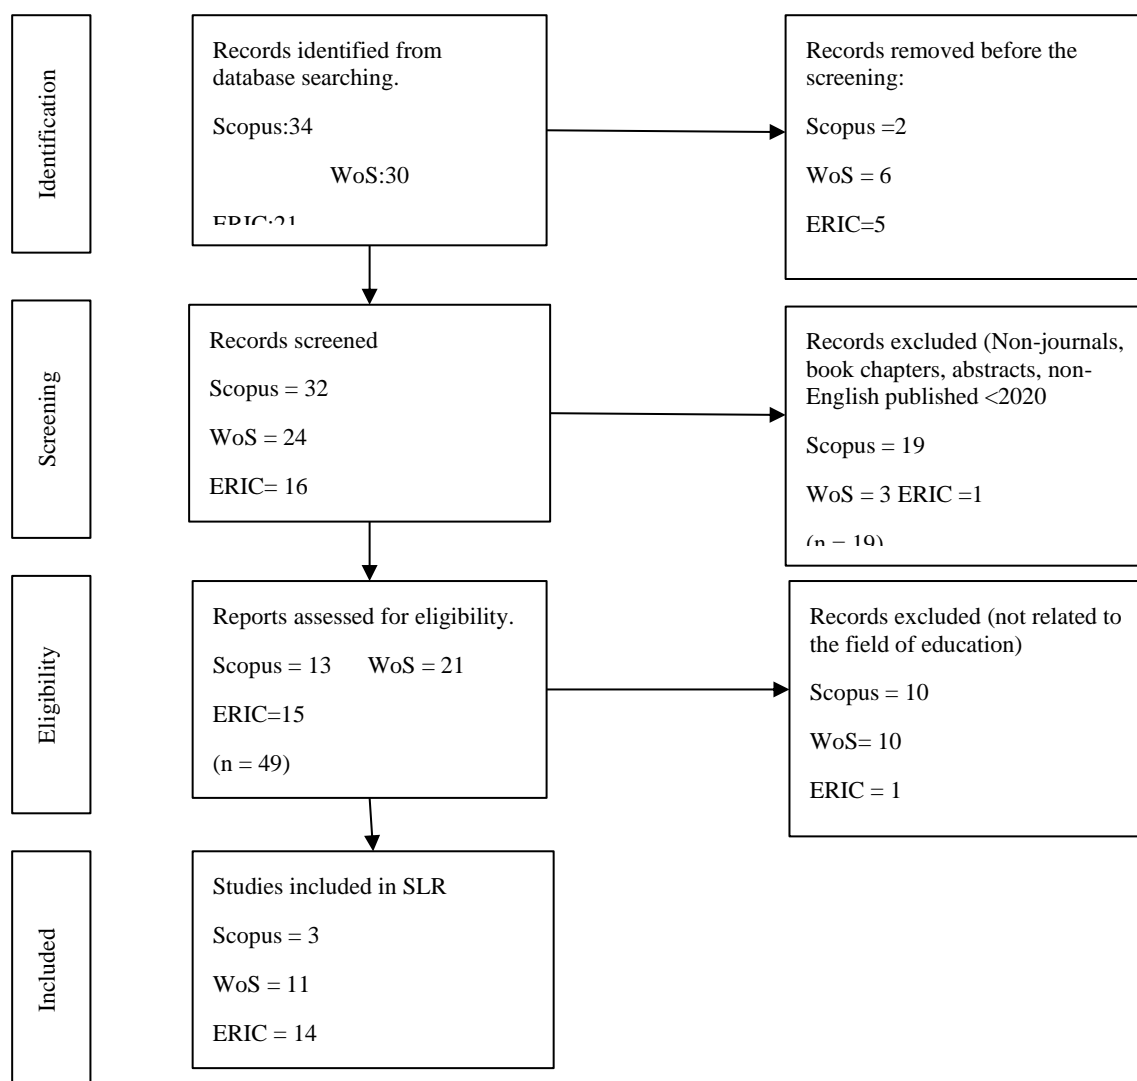 Identification
Records identified from
database searching.
Scopus:34
WoS:30
ERIC:21
Records removed before the
screening:
Scopus =2
WoS = 6
ERIC=5
Screening
Records screened
Scopus = 32
WoS = 24
ERIC= 16
Records excluded (Non-journals,
book chapters, abstracts, non-
English published <2020
Scopus = 19
WoS = 3 ERIC =1
(n = 19)
Eligibility
Reports assessed for eligibility.
Scopus = 13 WoS = 21
ERIC=15
(n = 49)
Records excluded (not related to
the field of education)
Scopus = 10
WoS= 10
ERIC = 1
Included
Studies included in SLR
Scopus = 3
WoS = 11
ERIC = 14